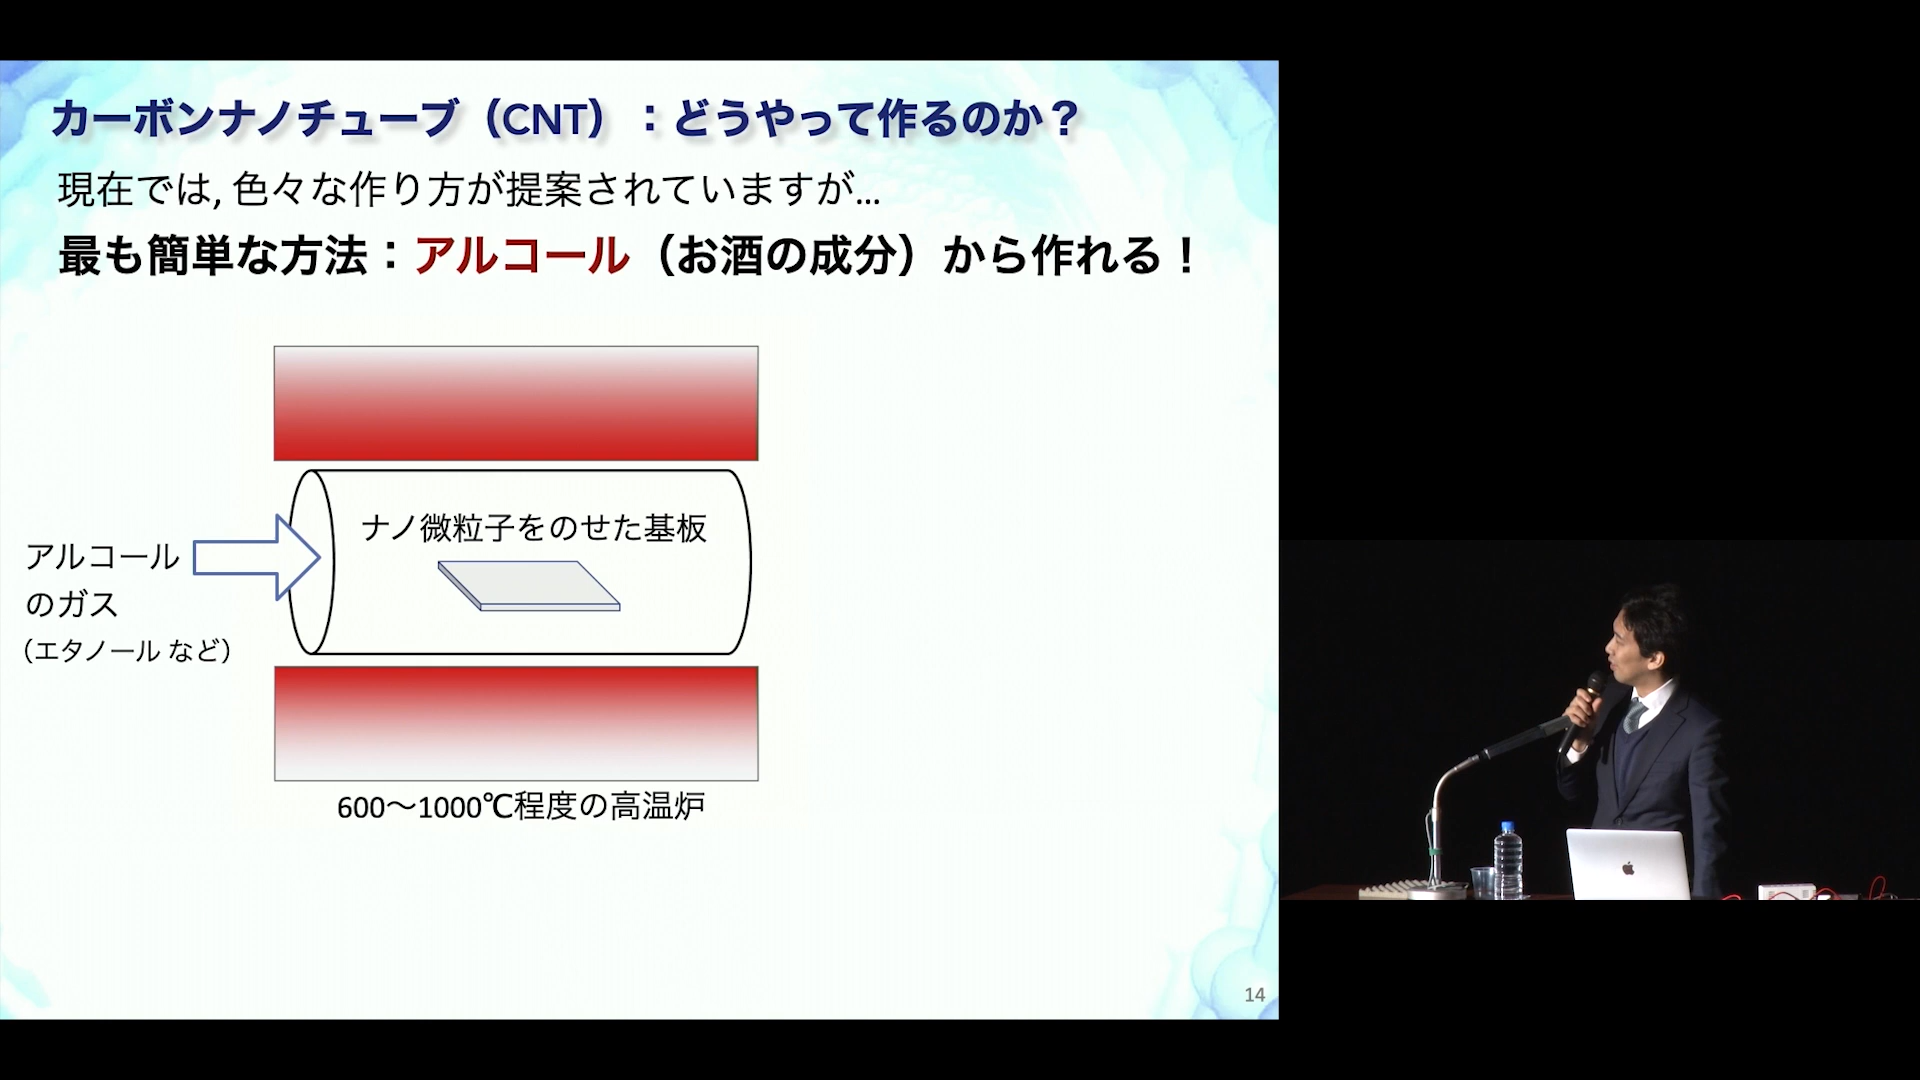 カーボンナノチューブ（CNT）：どうやって作るのか？
現在では, 色々な作り方が提案されていますが...
最も簡単な方法：アルコール（お酒の成分）から作れる！
ナノ微粒子をのせた基板
アルコール
のガス
（エタノール など）
600〜1000℃程度の高温炉
14